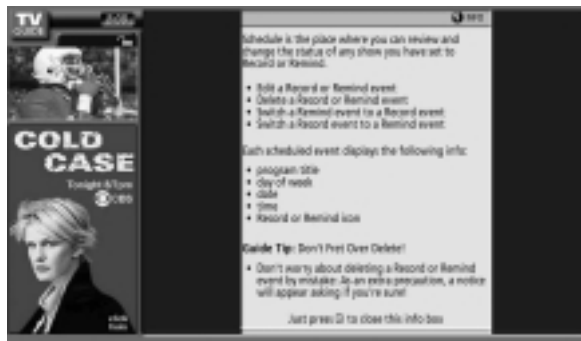 TV
GUIDE
INFO
Schedule is the place where you can review and
change the status of any show you have set to
Record or Remind.
• Edit a Record or Remind event
• Delete a Record or Remind event
• Switch a Remind event to a Record event
• Switch a Record event to a Remind event
Each scheduled event displays the following info:
• program title
• day of week
• date
• time
• Record or Remind icon
Guide Tip: Don't Fret Over Delete!
• Don't worry about deleting a Record or Remind
event by mistake: As an extra precaution, a notice
will appear asking if you're sure!
Just press to close this info box
COLD
CASE
Tonight 8/7pm
CBS